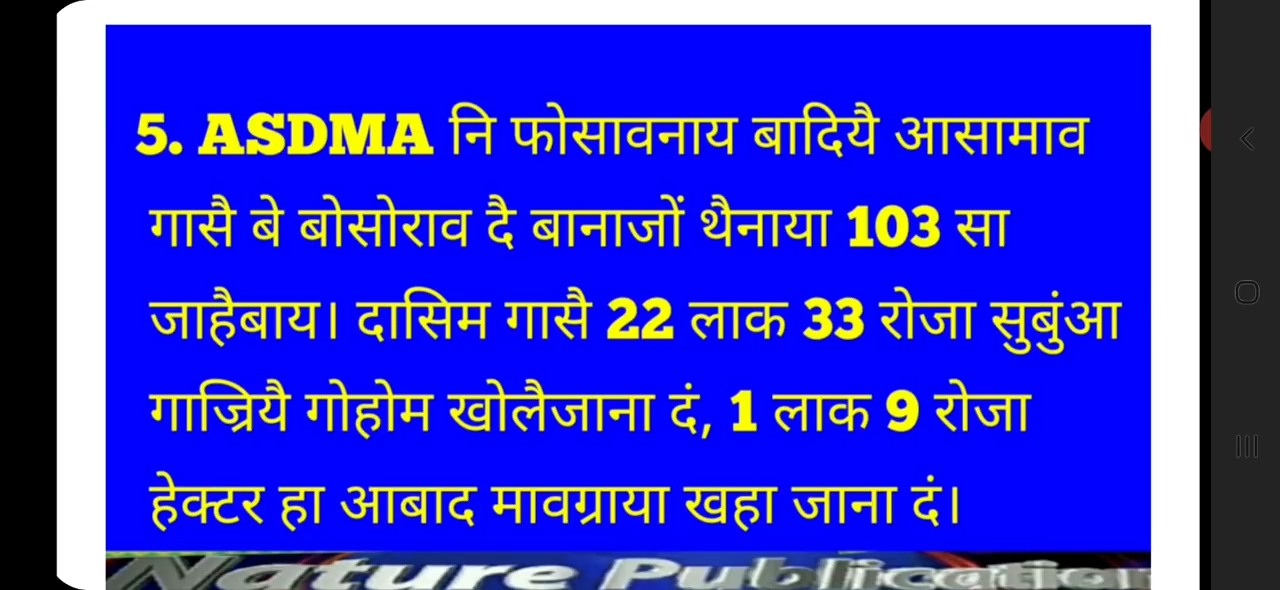 5. ASDMA नि फोसावनाय बादियै आसामाव
गासै बे बोसोराव दै बानाजों थैनाया 103 सा
जाहैबाय। दासिम गासै 22 लाक 33 रोजा सुबुंआ
गाज्रियै गोहोम खोलैजाना दं, 1 लाक 9 रोजा
हेक्टर हा आबाद मावग्राया खहा जाना दं।
Nature Publication